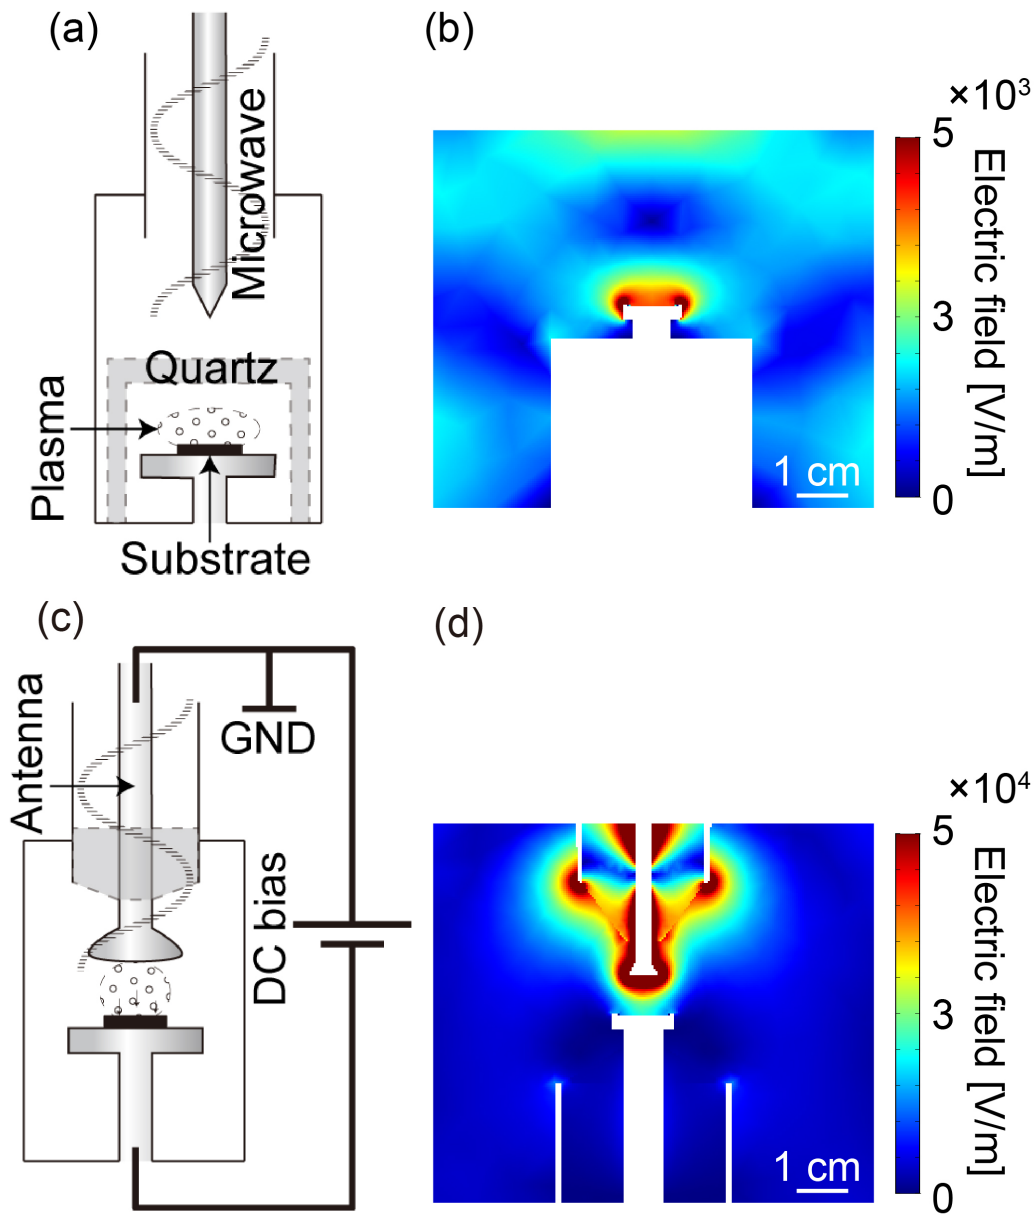 (a)
Microwave
Quartz
Plasma
Substrate
(b)
×10³
5
3
0
Electric field [V/m]
1 cm
(c)
Antenna
GND
DC bias
(d)
×10⁴
5
3
0
Electric field [V/m]
1 cm